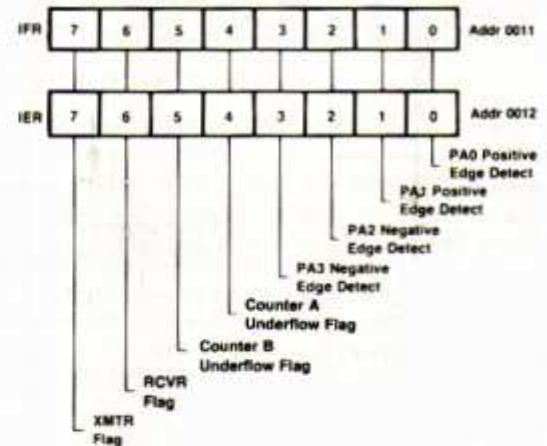 IFR 7 6 5 4 3 2 1 0 Addr 0011
IER 7 6 5 4 3 2 1 0 Addr 0012
PA0 Positive
Edge Detect
PA1 Positive
Edge Detect
PA2 Negative
Edge Detect
PA3 Negative
Edge Detect
Counter A
Underflow Flag
Counter B
Underflow Flag
RCVR
Flag
XMTR
Flag